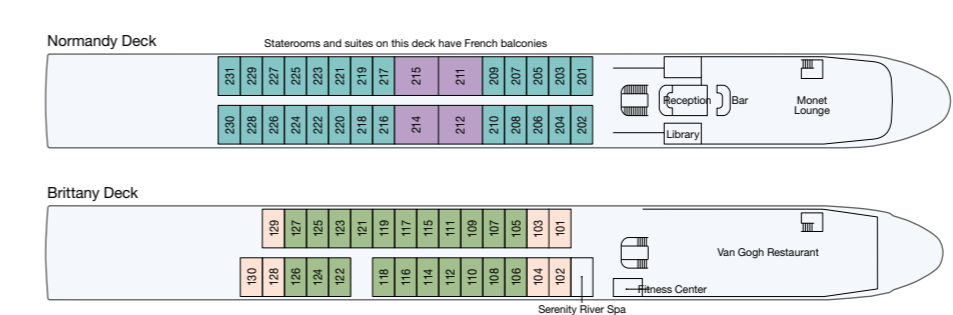 Normandy Deck
Staterooms and suites on this deck have French balconies
231 229 227 225 223 221 219 217 215 211 209 207 205 203 201
230 228 226 224 222 220 218 216 214 212 210 208 206 204 202
Reception
Bar
Monet
Lounge
Library
Brittany Deck
129 127 125 123 121 119 117 115 111 109 107 105 103 101
130 128 126 124 122 118 116 114 112 110 108 106 104 102
Van Gogh Restaurant
Fitness Center
Serenity River Spa